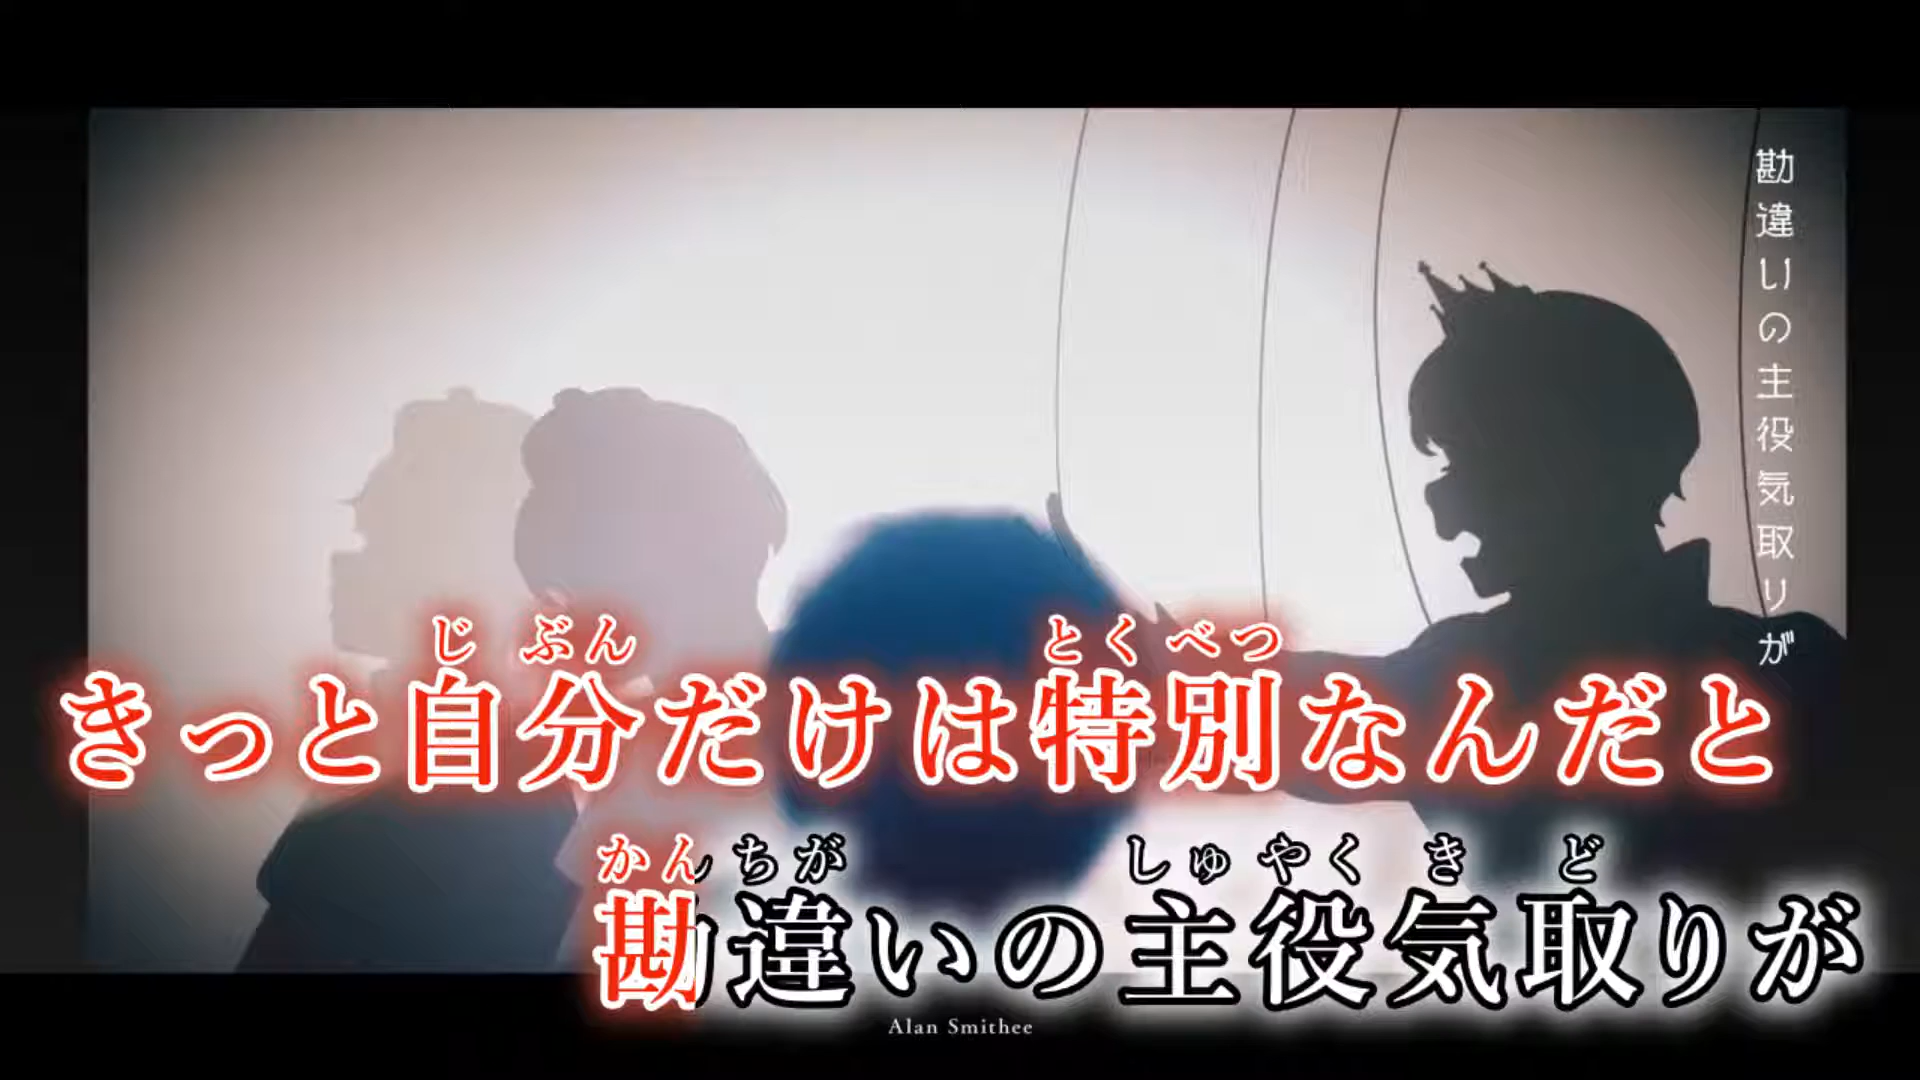 勘違いの主役気取りが
じ ぶん とくべつ
きっと自分だけは特別なんだと
かんちが しゅ やく き ど
勘違いの主役気取りが
Alan Smithee